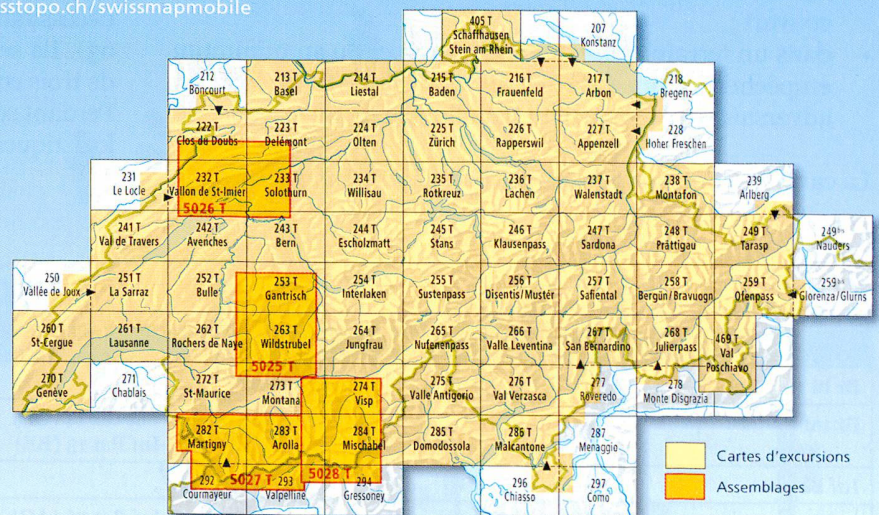 sstopo.ch/swissmapmobile
405 T
Schaffhausen
Stein am Rhein
207
Konstanz
212
Boncourt
213 T
Basel
214 T
Liestal
215 T
Baden
216 T
Frauenfeld
217 T
Arbon
218
Bregenz
222 T
Clos du Doubs
223 T
Delémont
224 T
Olten
225 T
Zürich
226 T
Rapperswil
227 T
Appenzell
228
Hoher Freschen
231
Le Locle
232 T
Vallon de St-Imier
233 T
Solothurn
234 T
Willisau
235 T
Rotkreuz
236 T
Lachen
237 T
Walenstadt
238 T
Montafon
239
Arlberg
5026 T
241 T
Val de Travers
242 T
Avenches
243 T
Bern
244 T
Escholzmatt
245 T
Stans
246 T
Klausenpass
247 T
Sardona
248 T
Prättigau
249 T
Tarasp
249bis
Nauders
250
Vallée de Joux
251 T
La Sarraz
252 T
Bulle
253 T
Gantrisch
254 T
Interlaken
255 T
Sustenpass
256 T
Disentis/Mustér
257 T
Safiental
258 T
Bergün/Bravuogn
259 T
Ofenpass
259bis
Glorenza/Glurns
260 T
St-Cergue
261 T
Lausanne
262 T
Rochers de Naye
263 T
Wildstrubel
264 T
Jungfrau
265 T
Nufenenpass
266 T
Valle Leventina
267 T
San Bernardino
268 T
Julierpass
469 T
Val
Poschiavo
5025 T
270 T
Genève
271
Chablais
272 T
St-Maurice
273 T
Montana
274 T
Visp
275 T
Valle Antigorio
276 T
Val Verzasca
277
Roveredo
278
Monte Disgrazia
282 T
Martigny
283 T
Arolla
284 T
Mischabel
285 T
Domodossola
286 T
Malcantone
287
Menaggio
5027 T
5028 T
292
Courmayeur
293
Valpelline
294
Gressoney
296
Chiasso
297
Como
Cartes d'excursions
Assemblages